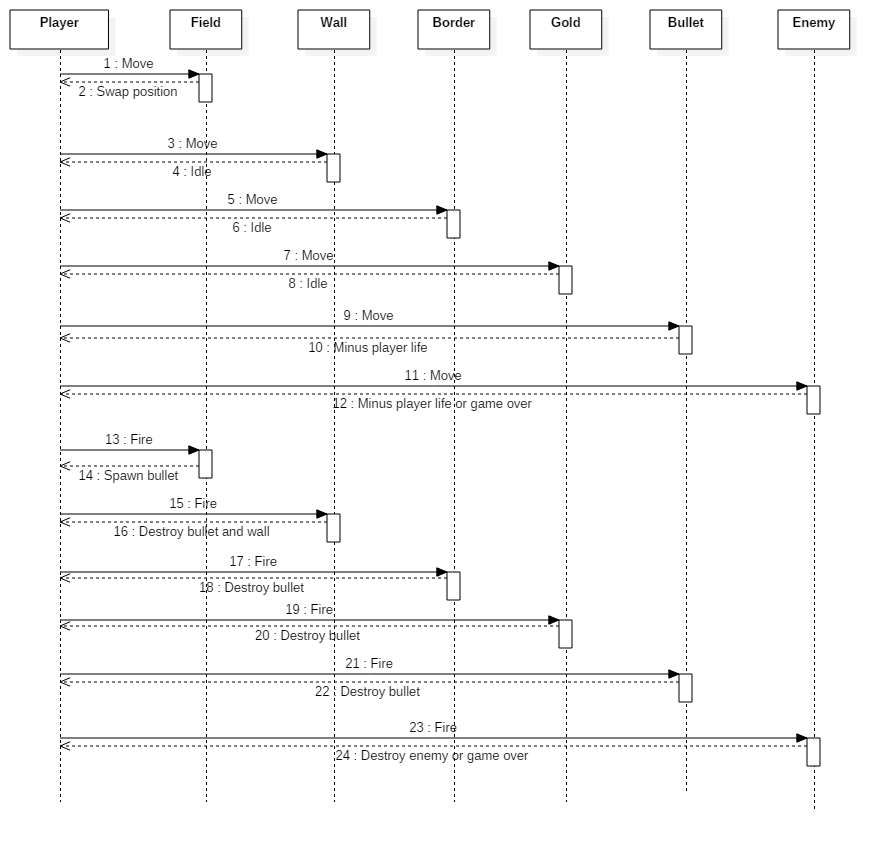 Player Field Wall Border Gold Bullet Enemy
1 : Move
2 : Swap position
3 : Move
4 : Idle
5 : Move
6 : Idle
7 : Move
8 : Idle
9 : Move
10 : Minus player life
11 : Move
12 : Minus player life or game over
13 : Fire
14 : Spawn bullet
15 : Fire
16 : Destroy bullet and wall
17 : Fire
18 : Destroy bullet
19 : Fire
20 : Destroy bullet
21 : Fire
22 : Destroy bullet
23 : Fire
24 : Destroy enemy or game over